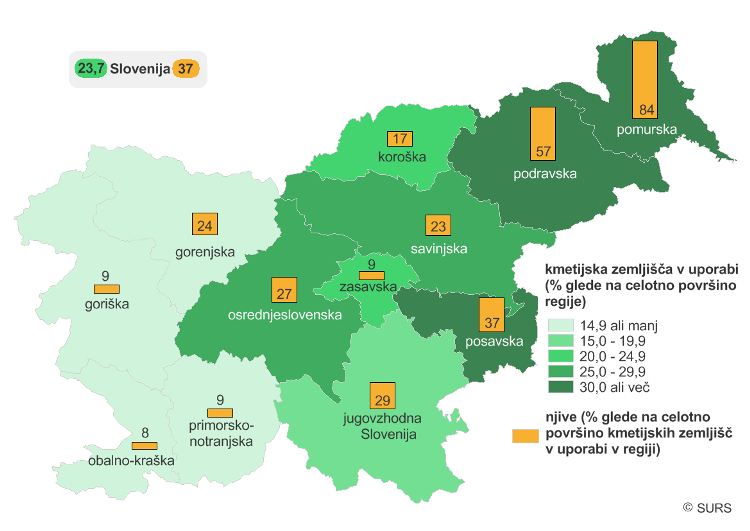 23,7 Slovenija 37
84
pomurska
57
podravska
17
koroška
24
gorenjska
23
savinjska
9
goriška
9
zasavska
27
osrednjeslovenska
37
posavska
29
jugovzhodna
Slovenija
9
primorsko-
notranjska
8
obalno-kraška
kmetijska zemljišča v uporabi
(% glede na celotno površino
regije)
14,9 ali manj
15,0 - 19,9
20,0 - 24,9
25,0 - 29,9
30,0 ali več
njive (% glede na celotno
površino kmetijskih zemljišč
v uporabi v regiji)
© SURS